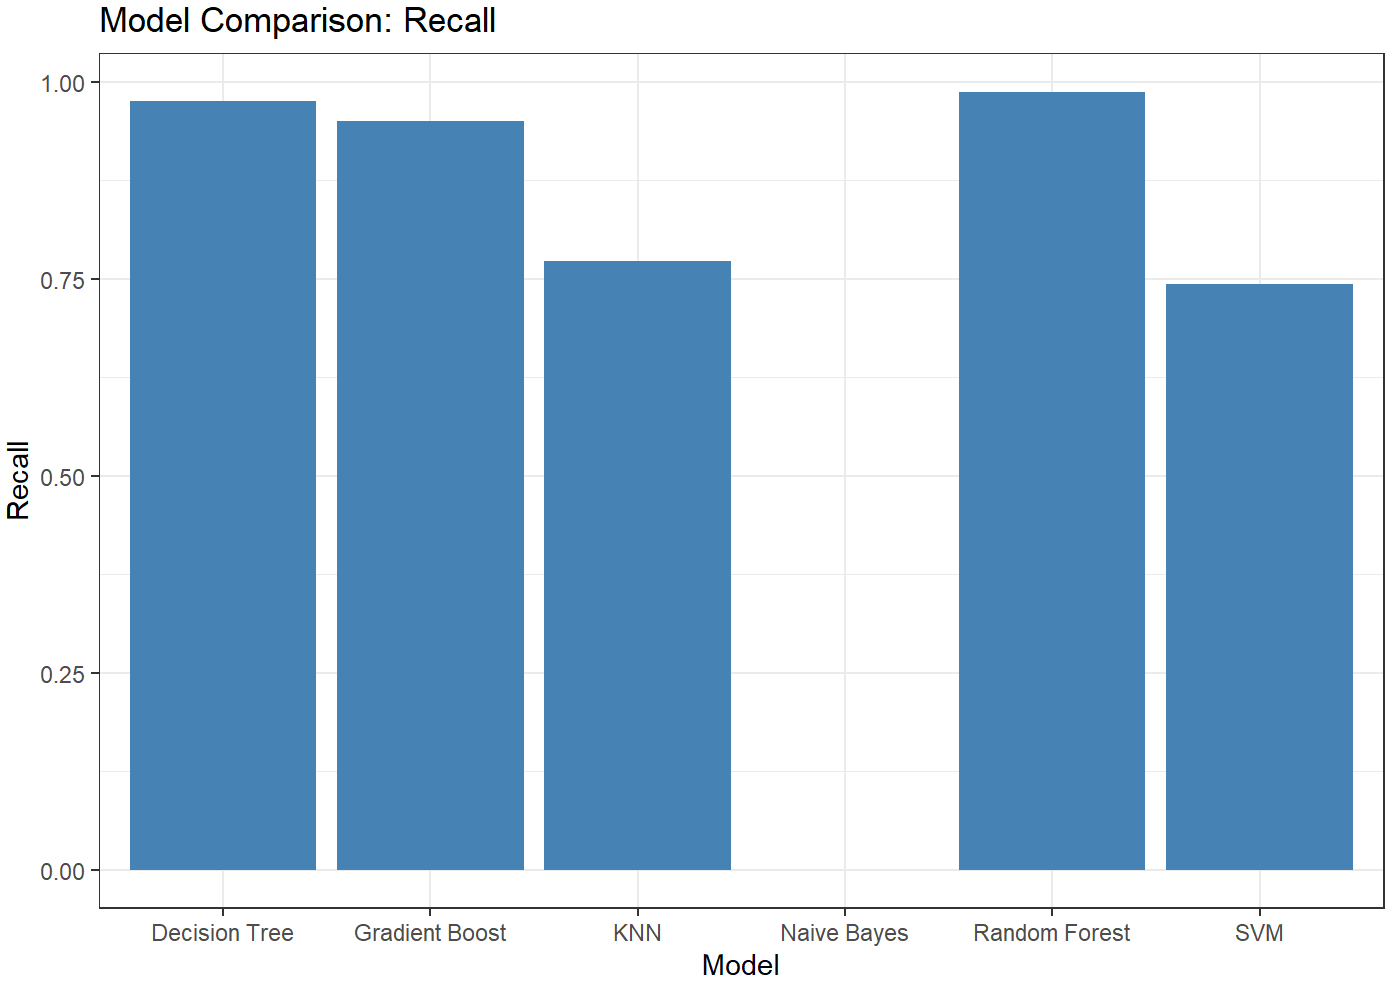 Model Comparison: Recall
Recall
1.00
0.75
0.50
0.25
0.00
Decision Tree Gradient Boost KNN Naive Bayes Random Forest SVM
Model